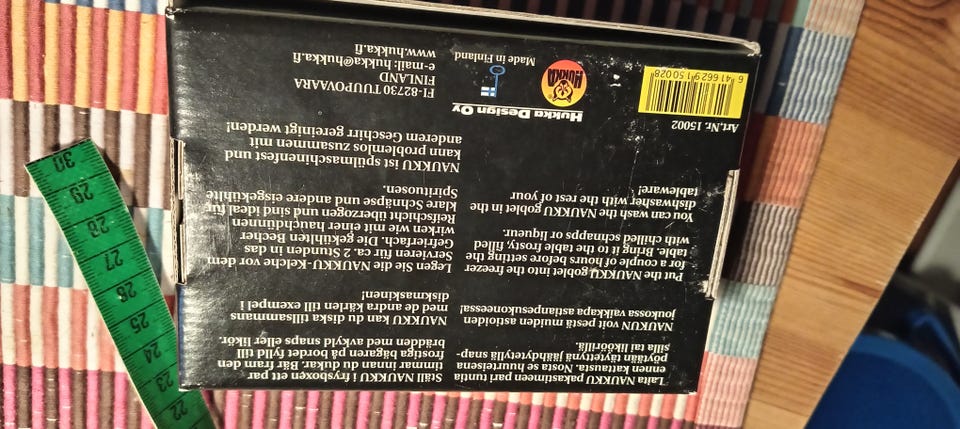 Laita NAUKKU pakastimeen pari tuntia
ennen kattausta. Nosta se huurteisena
pöytään täytettynä jäähdytetyllä snap-
silla tai liköörillä.
NAUKUN voit pestä muiden astioiden
joukossa vaikkapa astianpesukoneessa!
Put the NAUKKU goblet into the freezer
for a couple of hours before setting the
table. Bring it to the table frosty, filled
with chilled schnapps or liqueur.
You can the wash the NAUKKU goblet in the
dishwasher with the rest of your
tableware!
Ställ NAUKKU i frysboxen ett par
timmar innan du dukar. Bär fram den
frostiga bägaren på bordet fylld till
brädden med avkyld snaps eller likör.
NAUKKU kan du diska tillsammans
med de andra kärlen till exempel i
diskmaskinen!
Legen Sie die NAUKKU-Kelche vor dem
Servieren für ca. 2 Stunden in das
Gefrierfach. Die gekühlten Becher
wirken wie mit einer hauchdünnen
Reifschicht überzogen und sind ideal für
klare Schnäpse und andere eisgekühlte
Spirituosen.
NAUKKU ist spülmaschinenfest und
kann problemlos zusammen mit
anderem Geschirr gereinigt werden!
Art.Nr. 15002
6 416629 150028
Hukka Design Oy
HUKKA
Made in Finland
FI-82730 TUUPOVAARA
FINLAND
e-mail: hukka@hukka.fi
www.hukka.fi
22
23
24
25
26
27
28
29
30